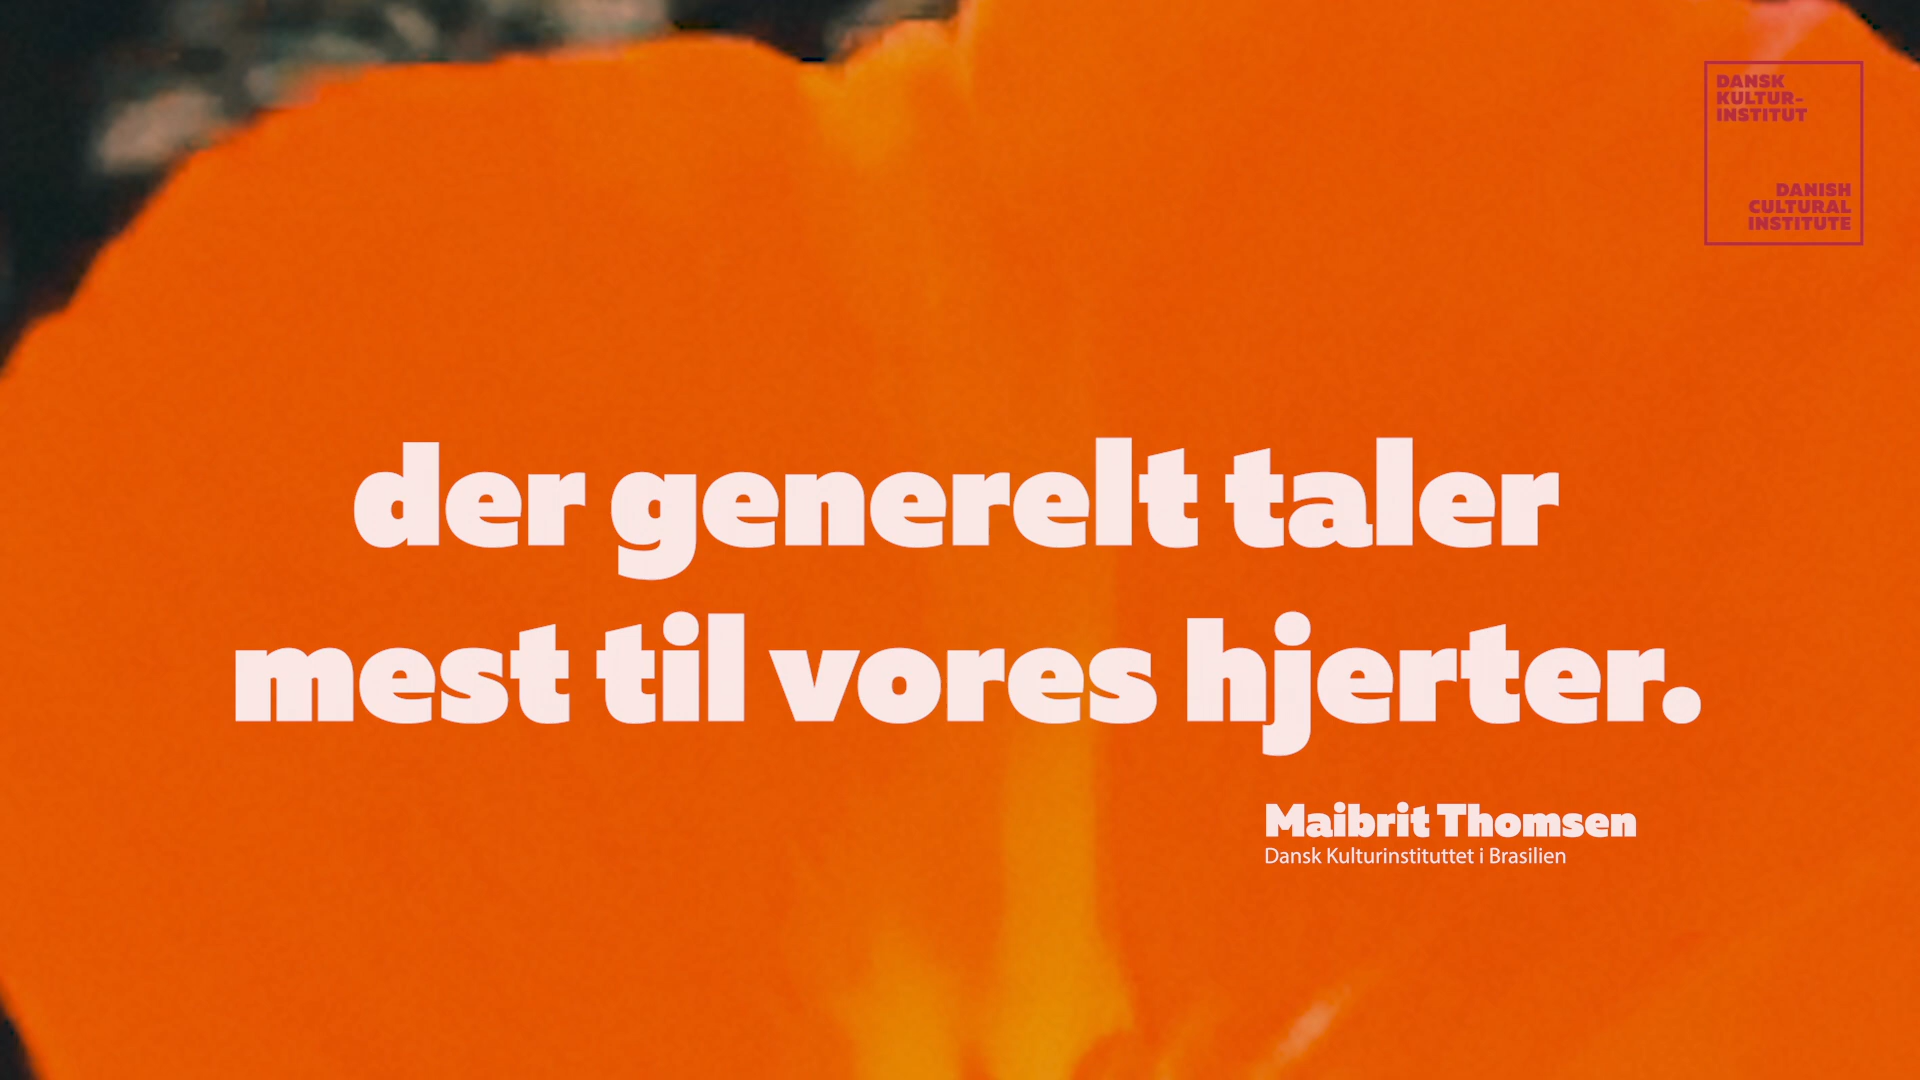 DANSK
KULTUR-
INSTITUT
DANISH
CULTURAL
INSTITUTE
der generelt taler
mest til vores hjerter.
Maibrit Thomsen
Dansk Kulturinstituttet i Brasilien